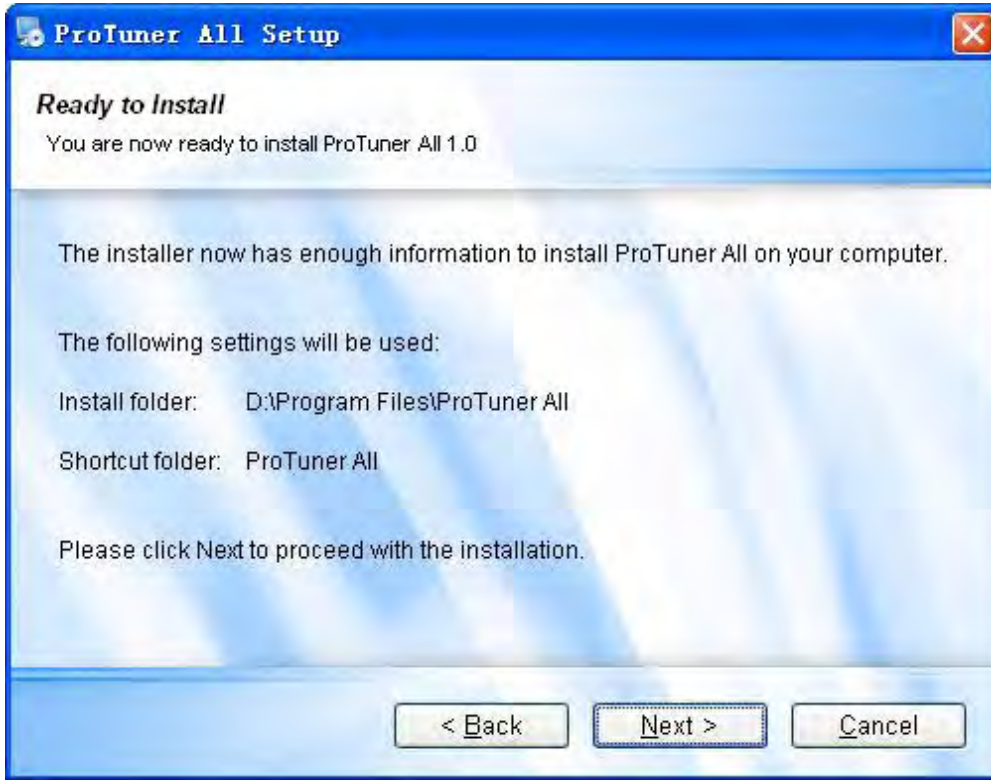 ProTuner All Setup
Ready to Install
You are now ready to install ProTuner All 1.0
The installer now has enough information to install ProTuner All on your computer.
The following settings will be used:
Install folder: D:\Program Files\ProTuner All
Shortcut folder: ProTuner All
Please click Next to proceed with the installation.
< Back Next > Cancel